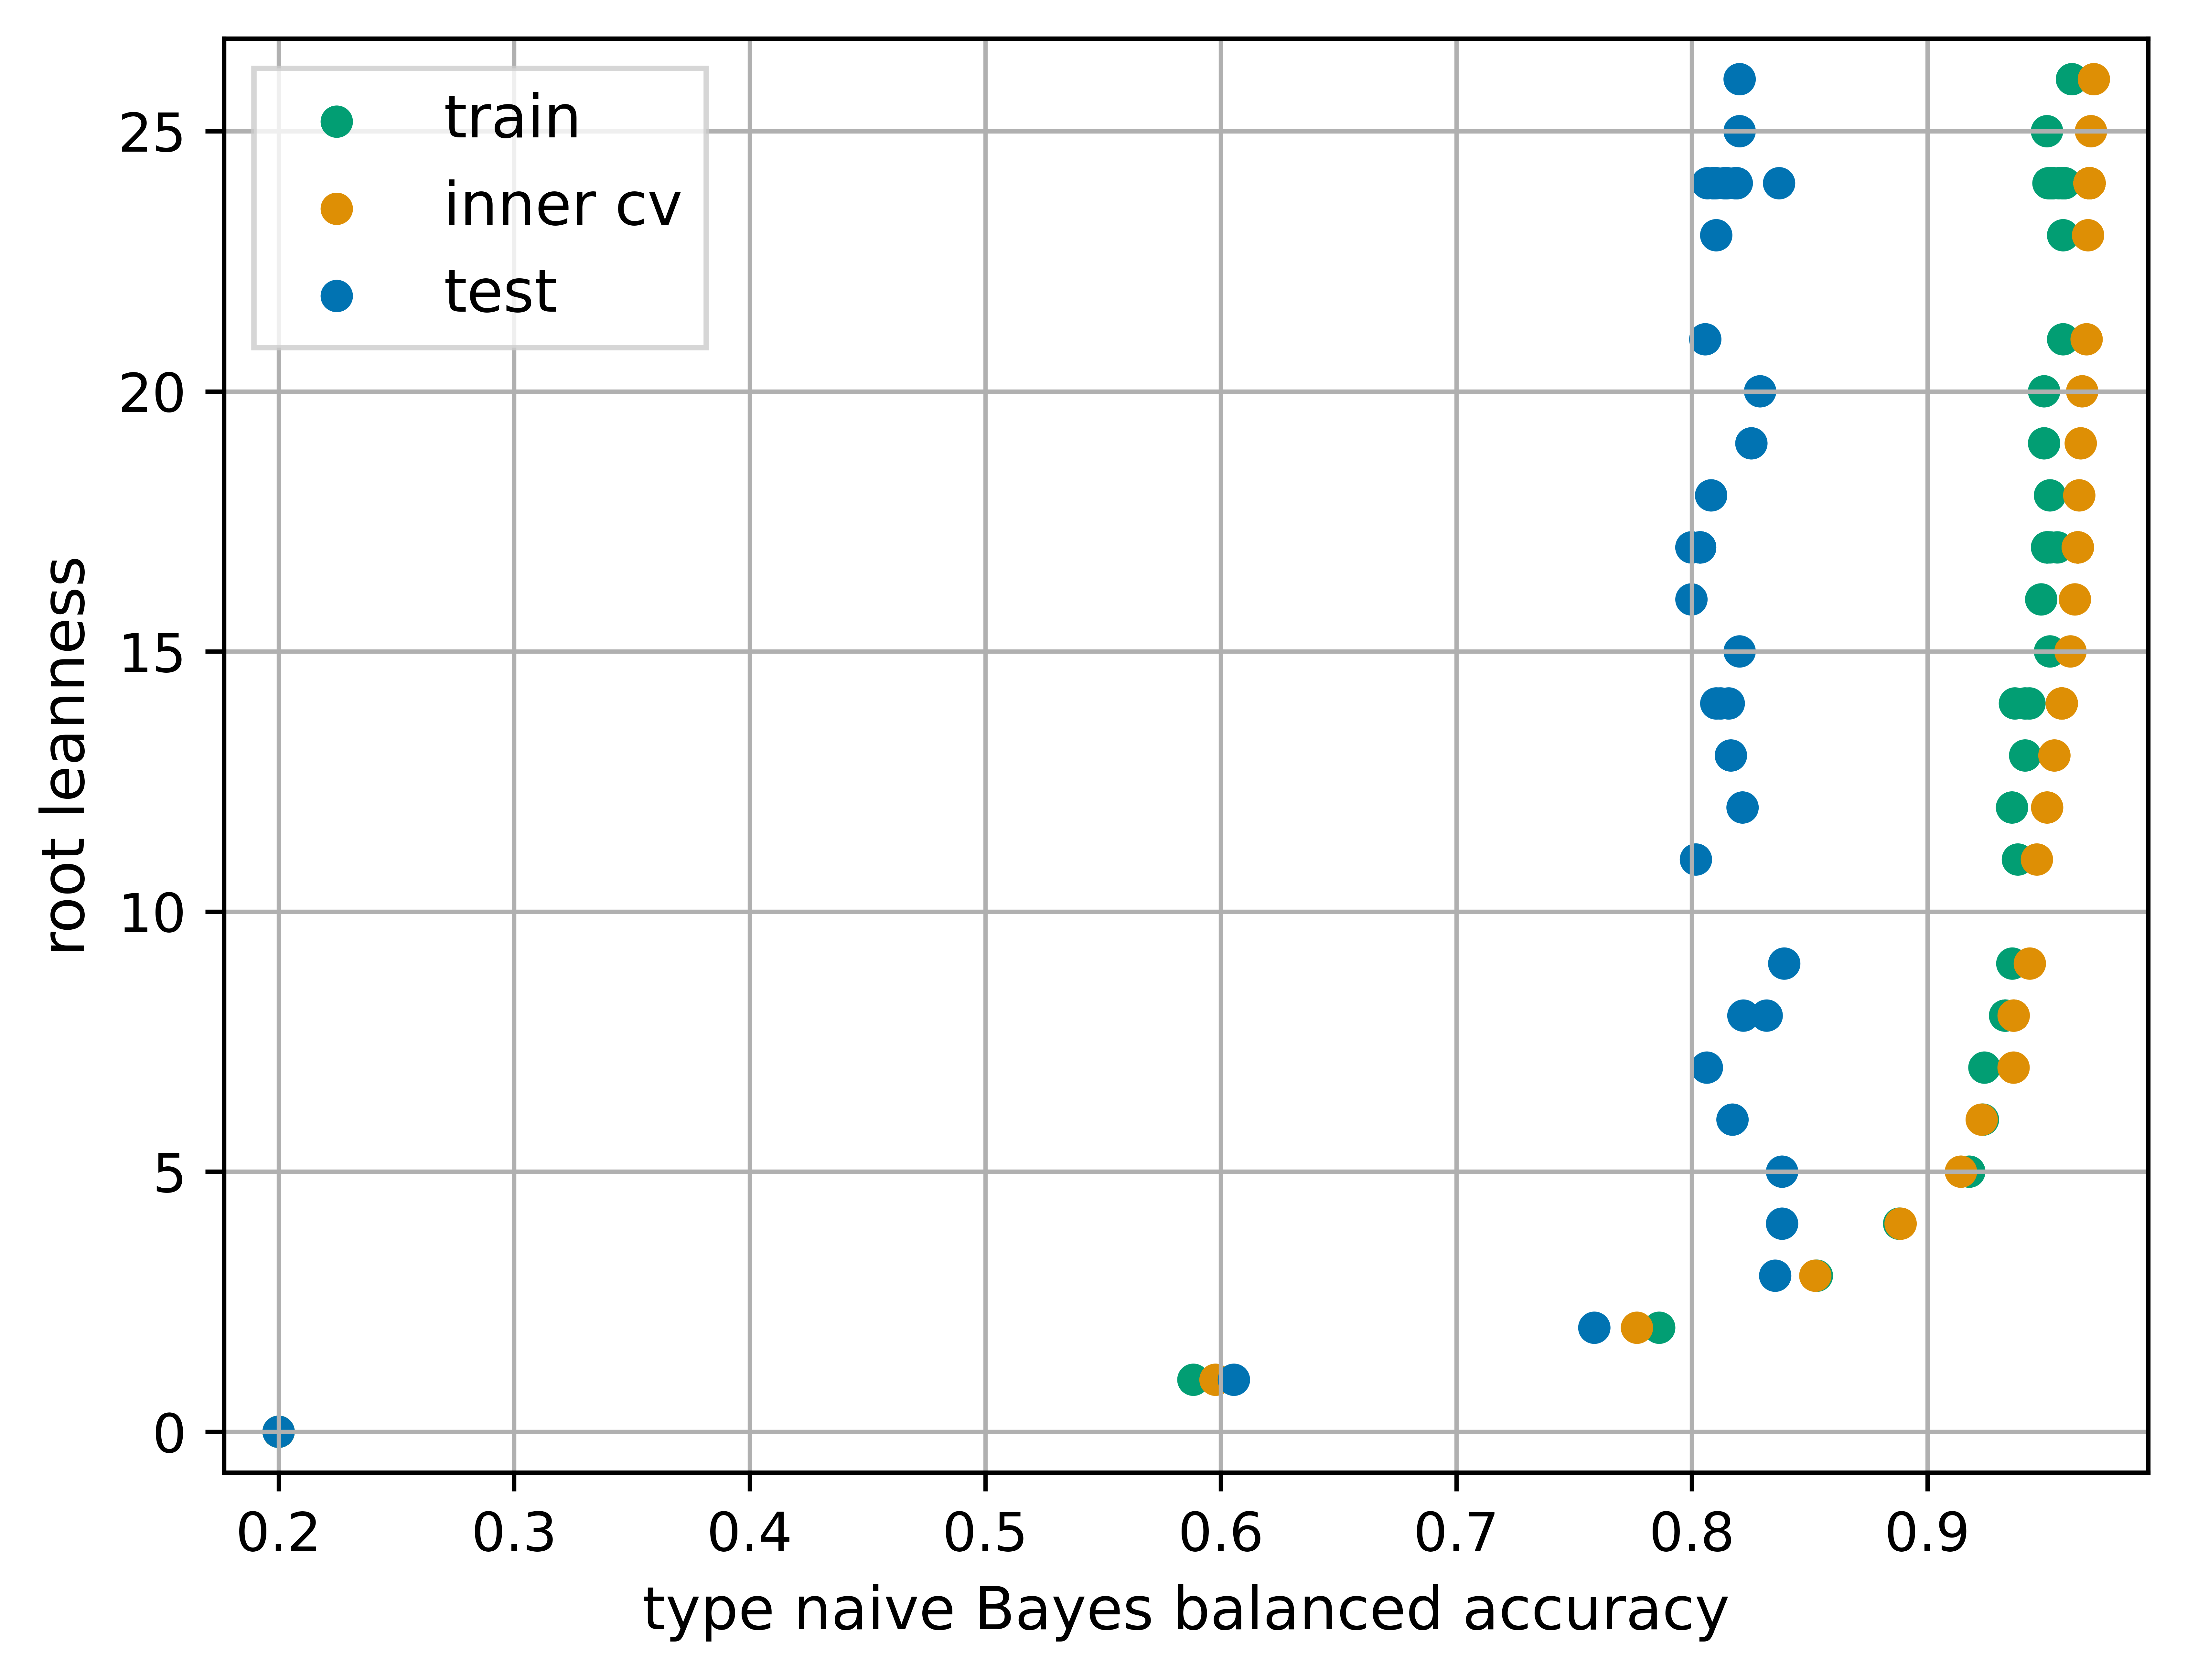 train
inner cv
test
25
20
15
10
5
0
root leanness
0.2 0.3 0.4 0.5 0.6 0.7 0.8 0.9
type naive Bayes balanced accuracy